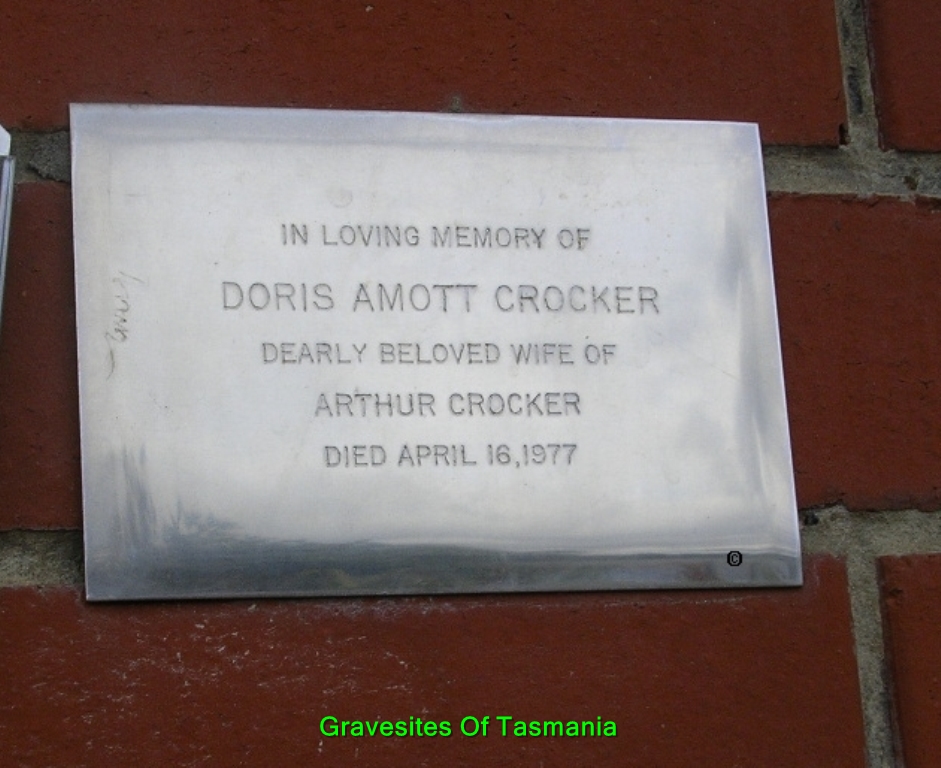 IN LOVING MEMORY OF
DORIS AMOTT CROCKER
DEARLY BELOVED WIFE OF
ARTHUR CROCKER
DIED APRIL 16, 1977
©
Gravesites Of Tasmania